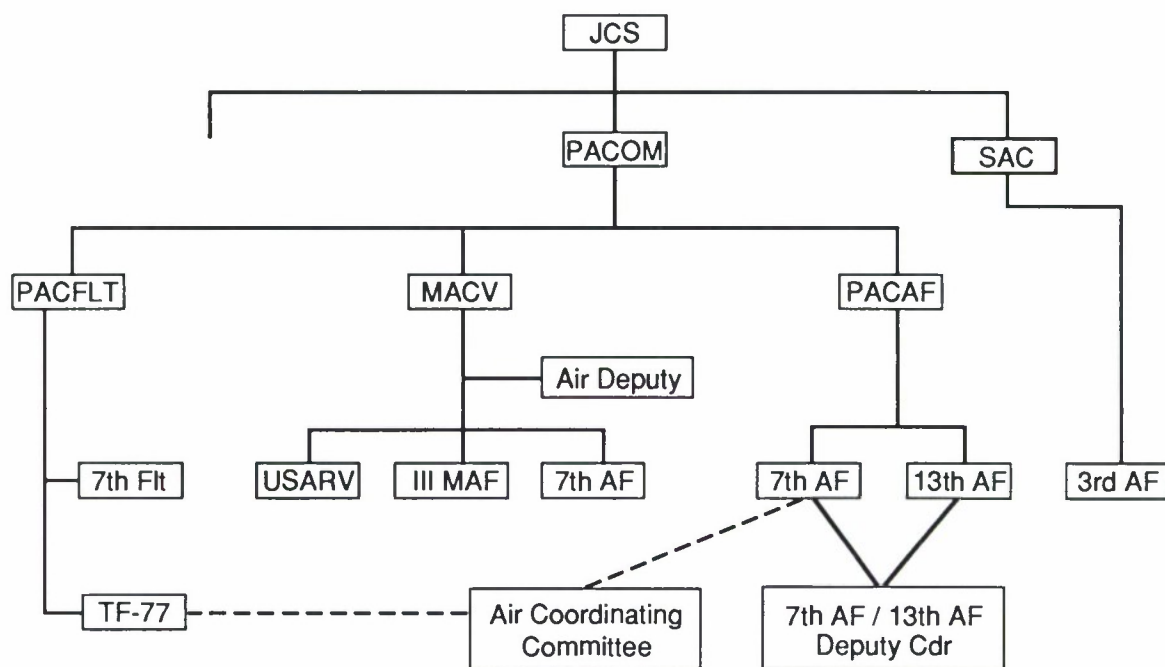 JCS
PACOM
SAC
PACFLT
MACV
PACAF
Air Deputy
7th Flt
USARV
III MAF
7th AF
7th AF
13th AF
3rd AF
TF-77
Air Coordinating
Committee
7th AF / 13th AF
Deputy Cdr